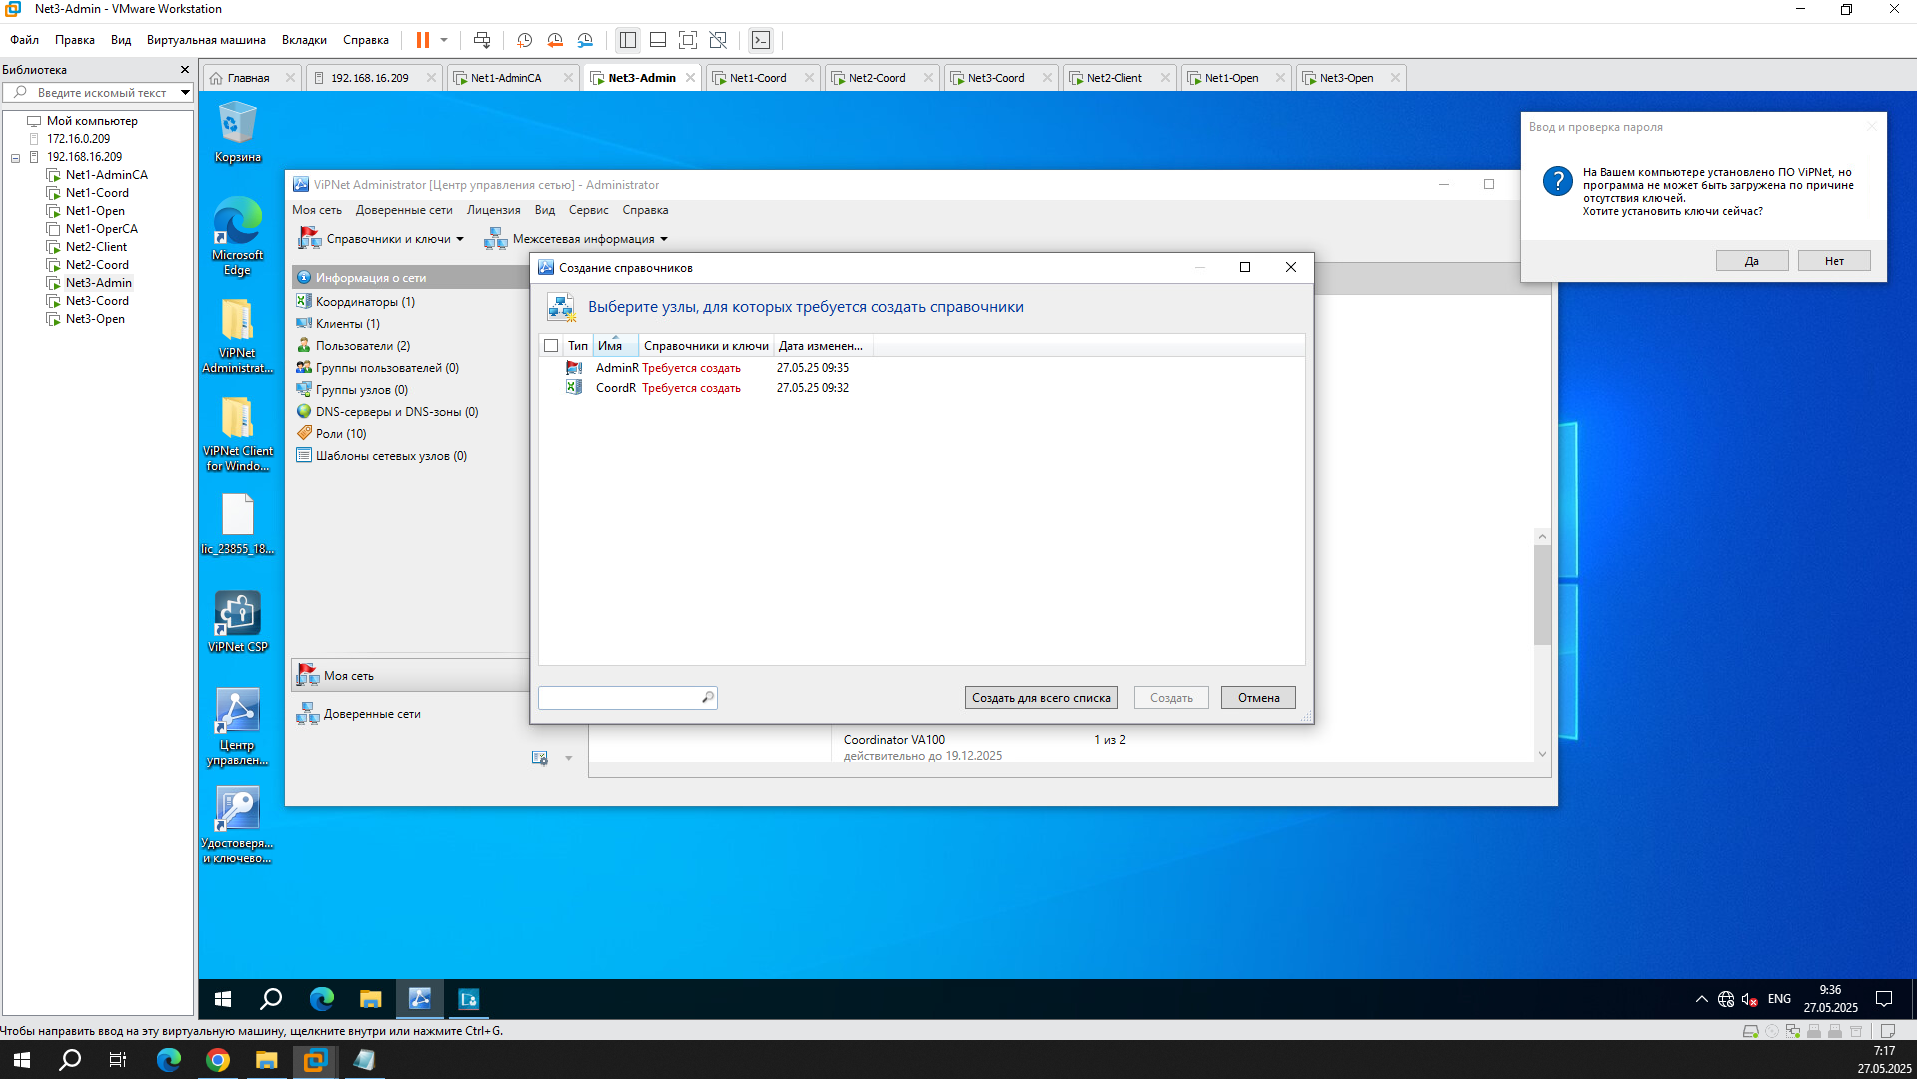 Net3-Admin - VMware Workstation
Файл Правка Вид Виртуальная машина Вкладки Справка
Библиотека
Введите искомый текст
Мой компьютер
172.16.0.209
192.168.16.209
Net1-AdminCA
Net1-Coord
Net1-Open
Net1-OperCA
Net2-Client
Net2-Coord
Net3-Admin
Net3-Coord
Net3-Open
Главная 192.168.16.209 Net1-AdminCA Net3-Admin Net1-Coord Net2-Coord Net3-Coord Net2-Client Net1-Open Net3-Open
Корзина
Microsoft
Edge
ViPNet
Administrat...
ViPNet Client
for Windo...
lic_23855_18...
ViPNet CSP
Центр
управлен...
Удостоверя...
и ключево...
ViPNet Administrator [Центр управления сетью] - Administrator
Моя сеть Доверенные сети Лицензия Вид Сервис Справка
Справочники и ключи Межсетевая информация
Информация о сети
Координаторы (1)
Клиенты (1)
Пользователи (2)
Группы пользователей (0)
Группы узлов (0)
DNS-серверы и DNS-зоны (0)
Роли (10)
Шаблоны сетевых узлов (0)
Моя сеть
Доверенные сети
Создание справочников
Выберите узлы, для которых требуется создать справочники
Тип Имя Справочники и ключи Дата изменен...
AdminR Требуется создать 27.05.25 09:35
CoordR Требуется создать 27.05.25 09:32
Создать для всего списка Создать Отмена
Coordinator VA100 1 из 2
действительно до 19.12.2025
Ввод и проверка пароля
На Вашем компьютере установлено ПО ViPNet, но
программа не может быть загружена по причине
отсутствия ключей.
Хотите установить ключи сейчас?
Да Нет
ENG
9:36
27.05.2025
Чтобы направить ввод на эту виртуальную машину, щелкните внутри или нажмите Ctrl+G.
7:17
27.05.2025